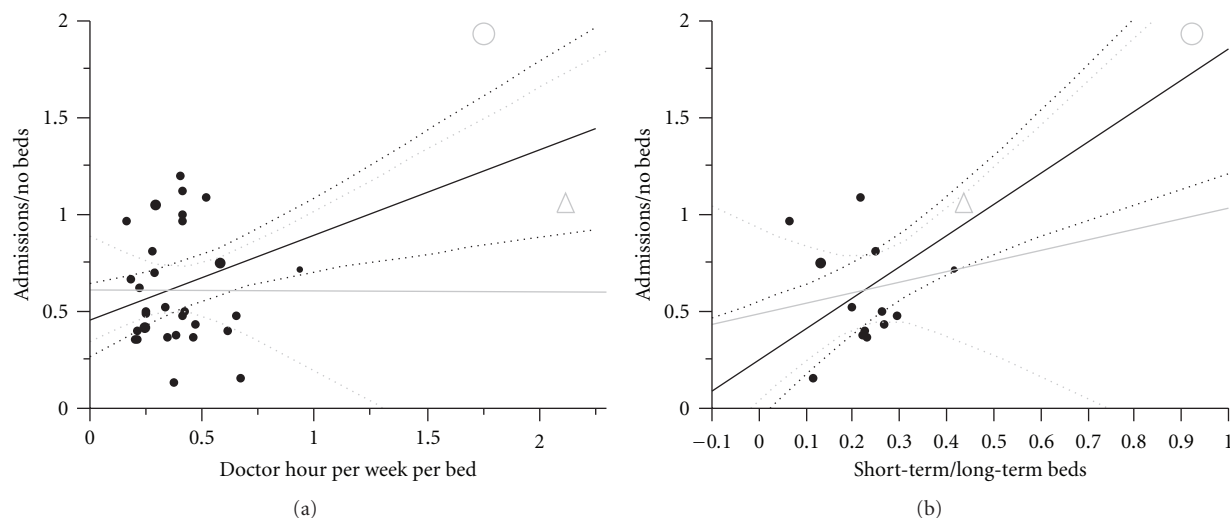 2
1.5
1
0.5
0
Admissions/no beds
0 0.5 1 1.5 2
Doctor hour per week per bed
(a)
2
1.5
1
0.5
0
Admissions/no beds
−0.1 0 0.1 0.2 0.3 0.4 0.5 0.6 0.7 0.8 0.9 1
Short-term/long-term beds
(b)